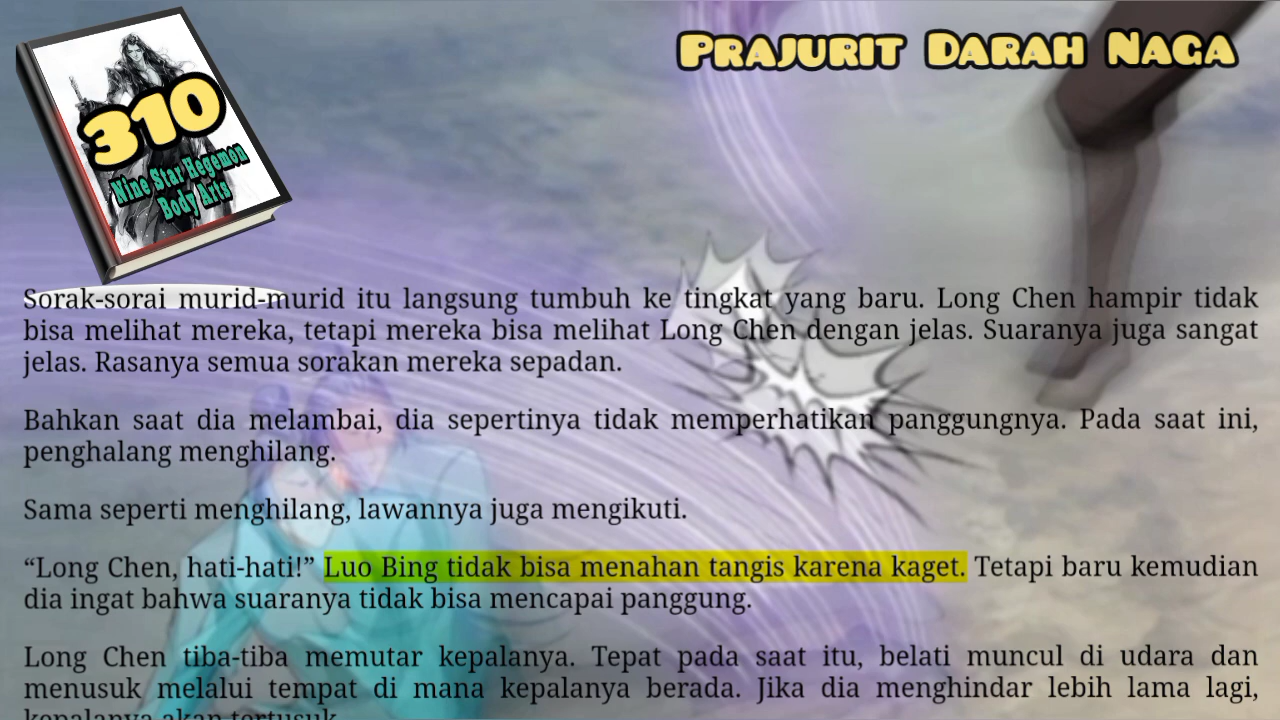 Prajurit Darah Naga
310
Nine Star Hegemon
Body Arts
Sorak-sorai murid-murid itu langsung tumbuh ke tingkat yang baru. Long Chen hampir tidak
bisa melihat mereka, tetapi mereka bisa melihat Long Chen dengan jelas. Suaranya juga sangat
jelas. Rasanya semua sorakan mereka sepadan.
Bahkan saat dia melambai, dia sepertinya tidak memperhatikan panggungnya. Pada saat ini,
penghalang menghilang.
Sama seperti menghilang, lawannya juga mengikuti.
“Long Chen, hati-hati!” Luo Bing tidak bisa menahan tangis karena kaget. Tetapi baru kemudian
dia ingat bahwa suaranya tidak bisa mencapai panggung.
Long Chen tiba-tiba memutar kepalanya. Tepat pada saat itu, belati muncul di udara dan
menusuk melalui tempat di mana kepalanya berada. Jika dia menghindar lebih lama lagi,
kepalanya akan tertusuk.